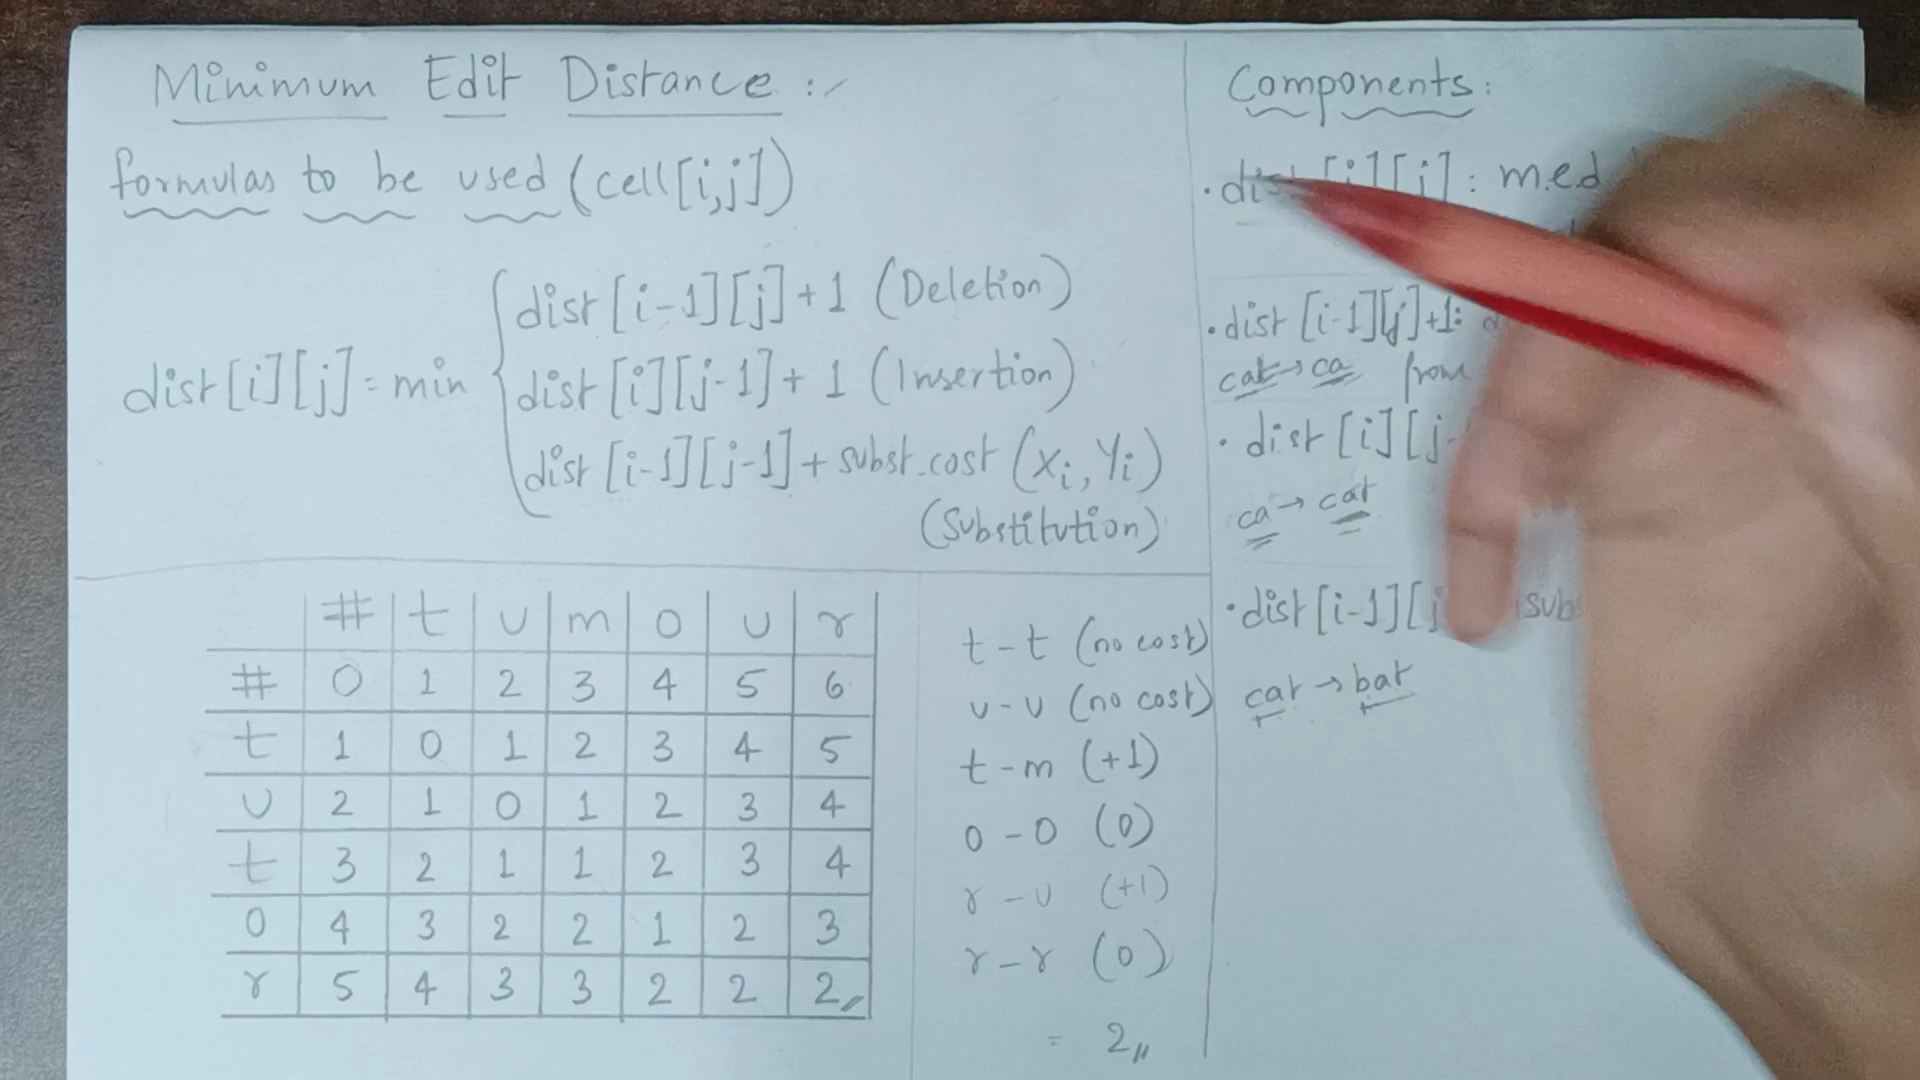 Minimum Edit Distance :-
formulas to be used (cell[i,j])
dist[i][j] = min
dist[i-1][j]+1 (Deletion)
dist[i][j-1]+1 (Insertion)
dist[i-1][j-1]+subst.cost (Xi, Yi)
(Substitution)
# t u m o u r
# 0 1 2 3 4 5 6
t 1 0 1 2 3 4 5
u 2 1 0 1 2 3 4
t 3 2 1 1 2 3 4
o 4 3 2 2 1 2 3
r 5 4 3 3 2 2 2
t - t (no cost)
u - u (no cost)
t - m (+1)
o - o (0)
r - u (+1)
r - r (0)
= 2
Components:
· dist[i][j] : m.e.d
· dist [i-1][j]+1:
cat → ca from
· dist [i][j-
ca → cat
· dist[i-1][j subs
cat → bat